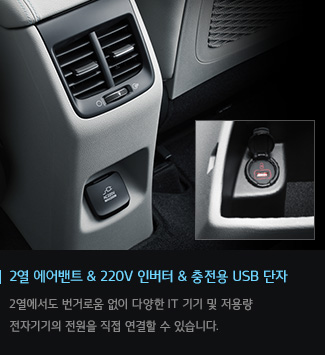 2열 에어밴트 & 220V 인버터 & 충전용 USB 단자
2열에서도 번거로움 없이 다양한 IT 기기 및 저용량
전자기기의 전원을 직접 연결할 수 있습니다.